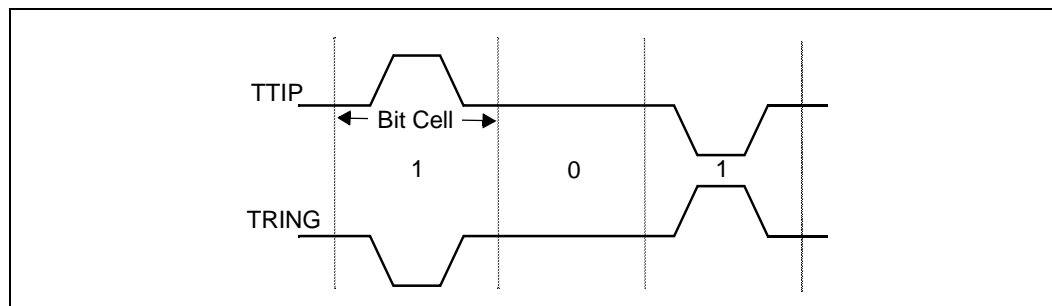 TTIP
Bit Cell
1
0
1
TRING